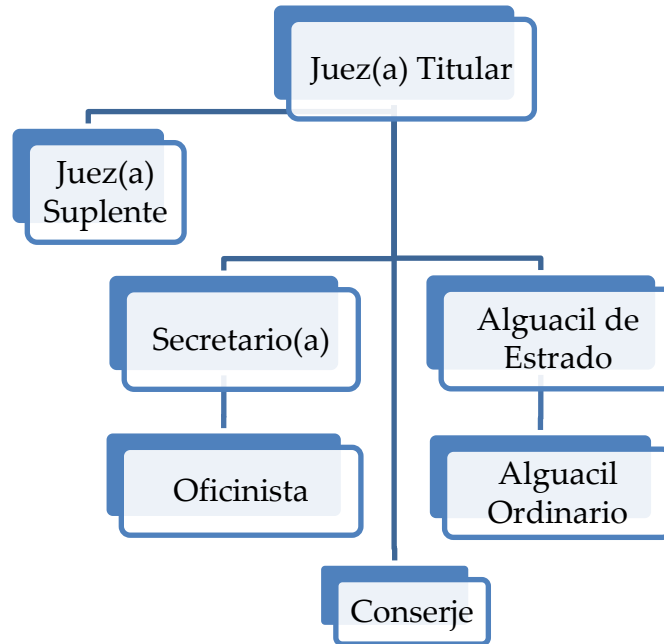 Juez(a) Titular
Juez(a)
Suplente
Secretario(a)
Alguacil de
Estrado
Oficinista
Alguacil
Ordinario
Conserje